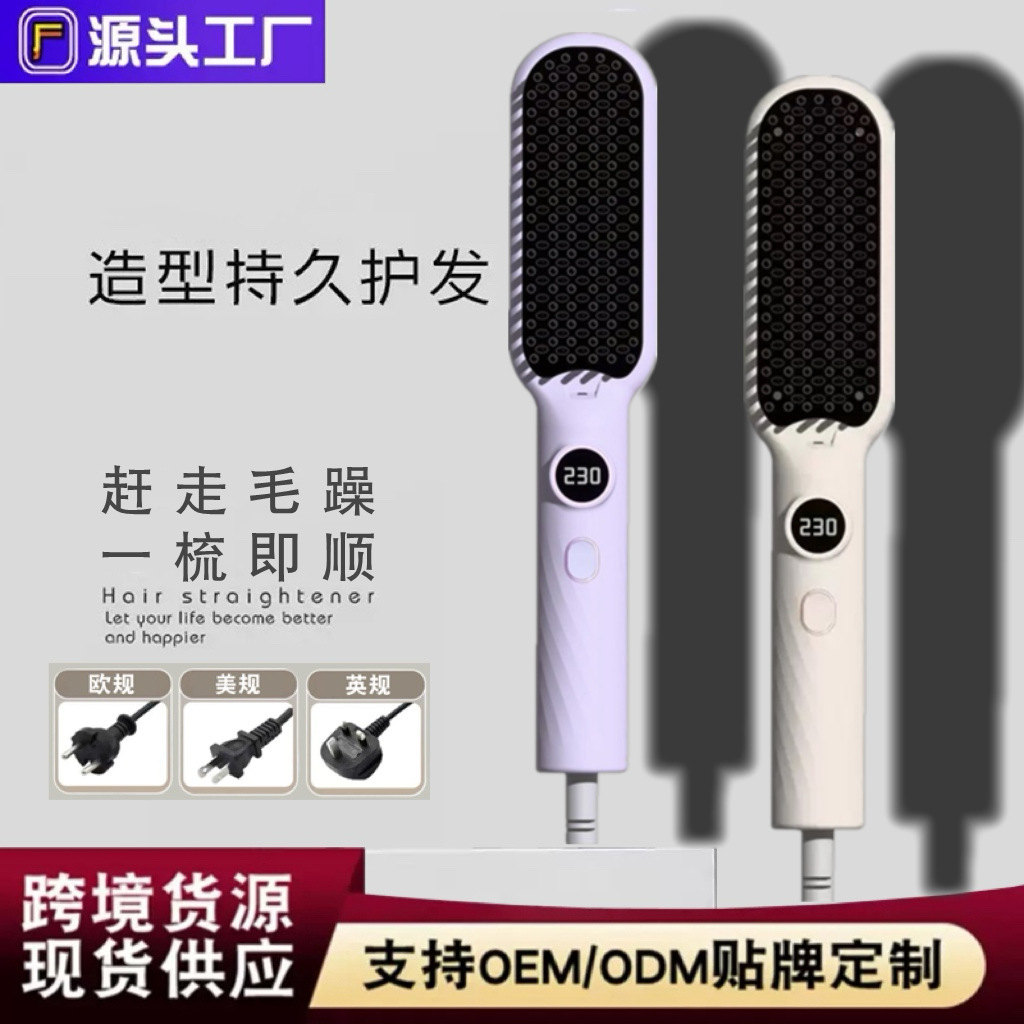 源头工厂
造型持久护发
赶走毛躁
一梳即顺
Hair straightener
Let your life become better
and happier
230
230
欧规
美规
英规
跨境货源
现货供应
支持OEM/ODM贴牌定制